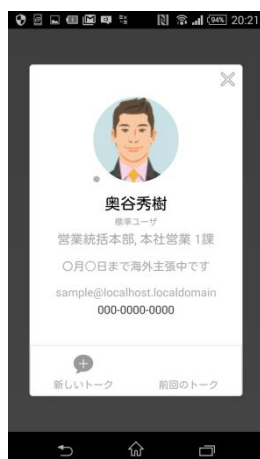 94% 20:21
奥谷秀樹
標準ユーザ
営業統括本部, 本社営業 1課
〇月〇日まで海外主張中です
sample@localhost.localdomain
000-0000-0000
新しいトーク 前回のトーク